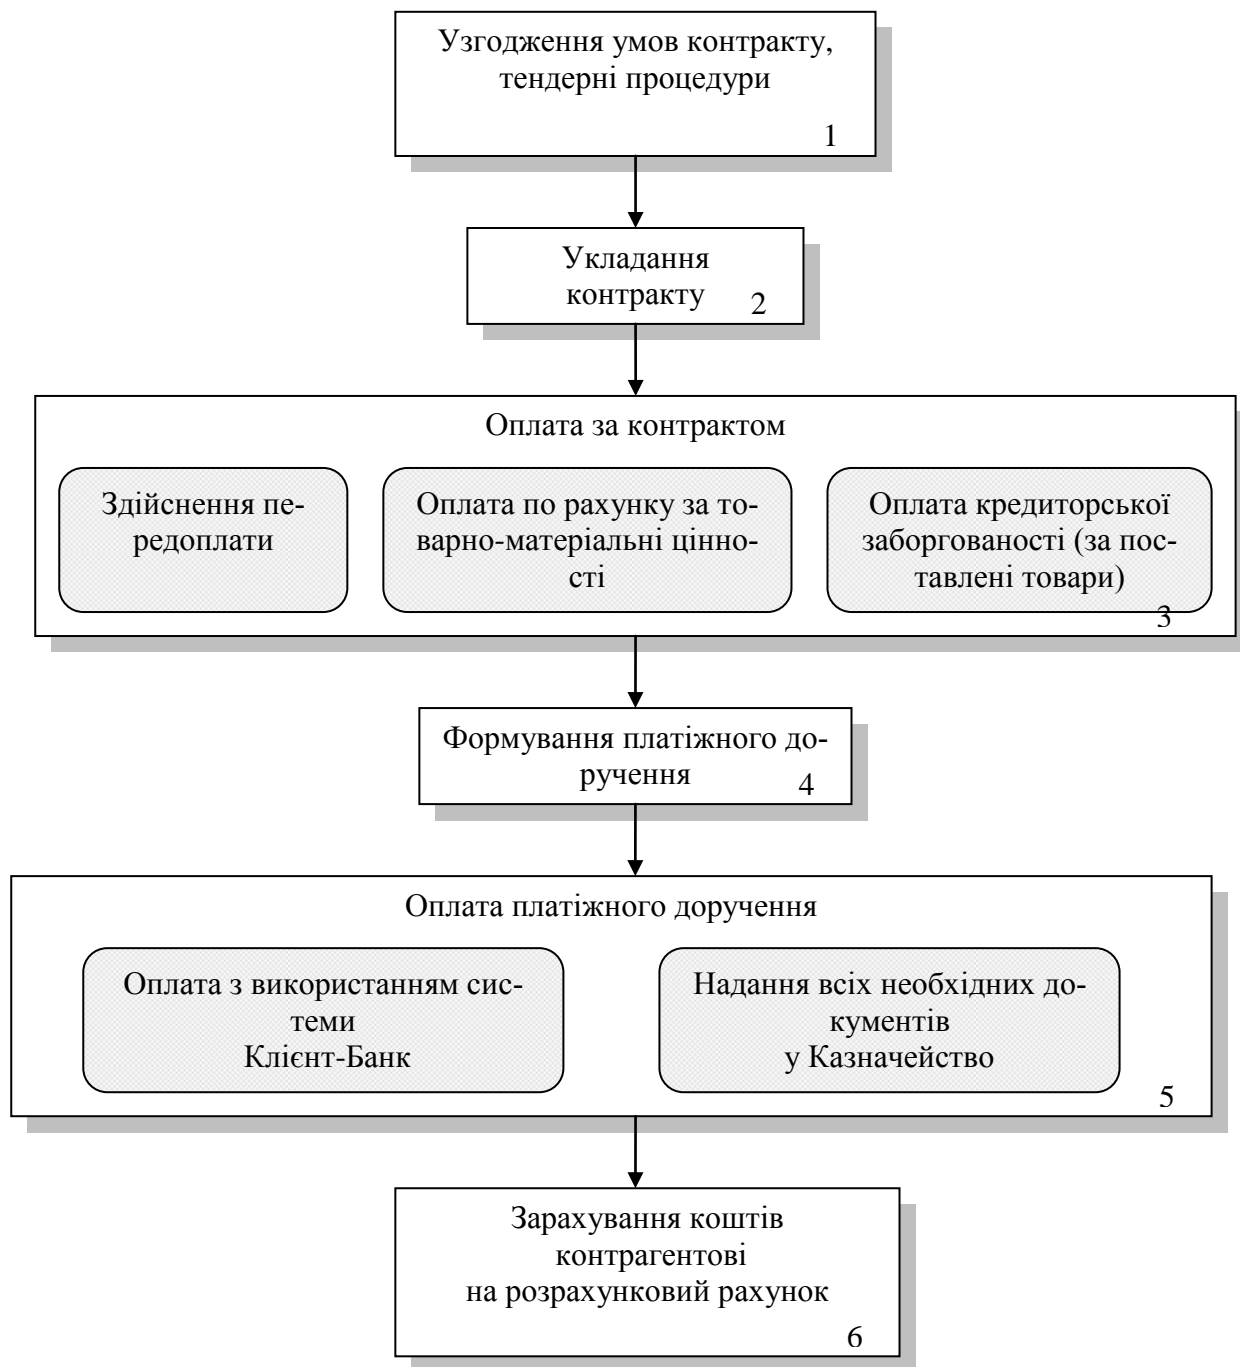 Узгодження умов контракту,
тендерні процедури
1
Укладання
контракту
2
Оплата за контрактом
Здійснення пе-
редоплати
Оплата по рахунку за то-
варно-матеріальні цінно-
сті
Оплата кредиторської
заборгованості (за пос-
тавлені товари)
3
Формування платіжного до-
ручення
4
Оплата платіжного доручення
Оплата з використанням сис-
теми
Клієнт-Банк
Надання всіх необхідних до-
кументів
у Казначейство
5
Зарахування коштів
контрагентові
на розрахунковий рахунок
6